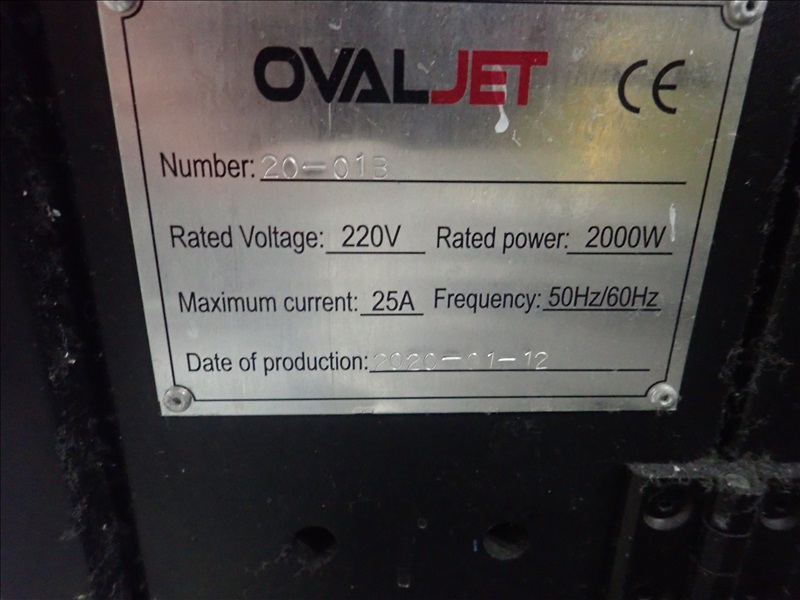 OVALJET CE
Number: 20-01B
Rated Voltage: 220V Rated power: 2000W
Maximum current: 25A Frequency: 50Hz/60Hz
Date of production: 2020-01-12